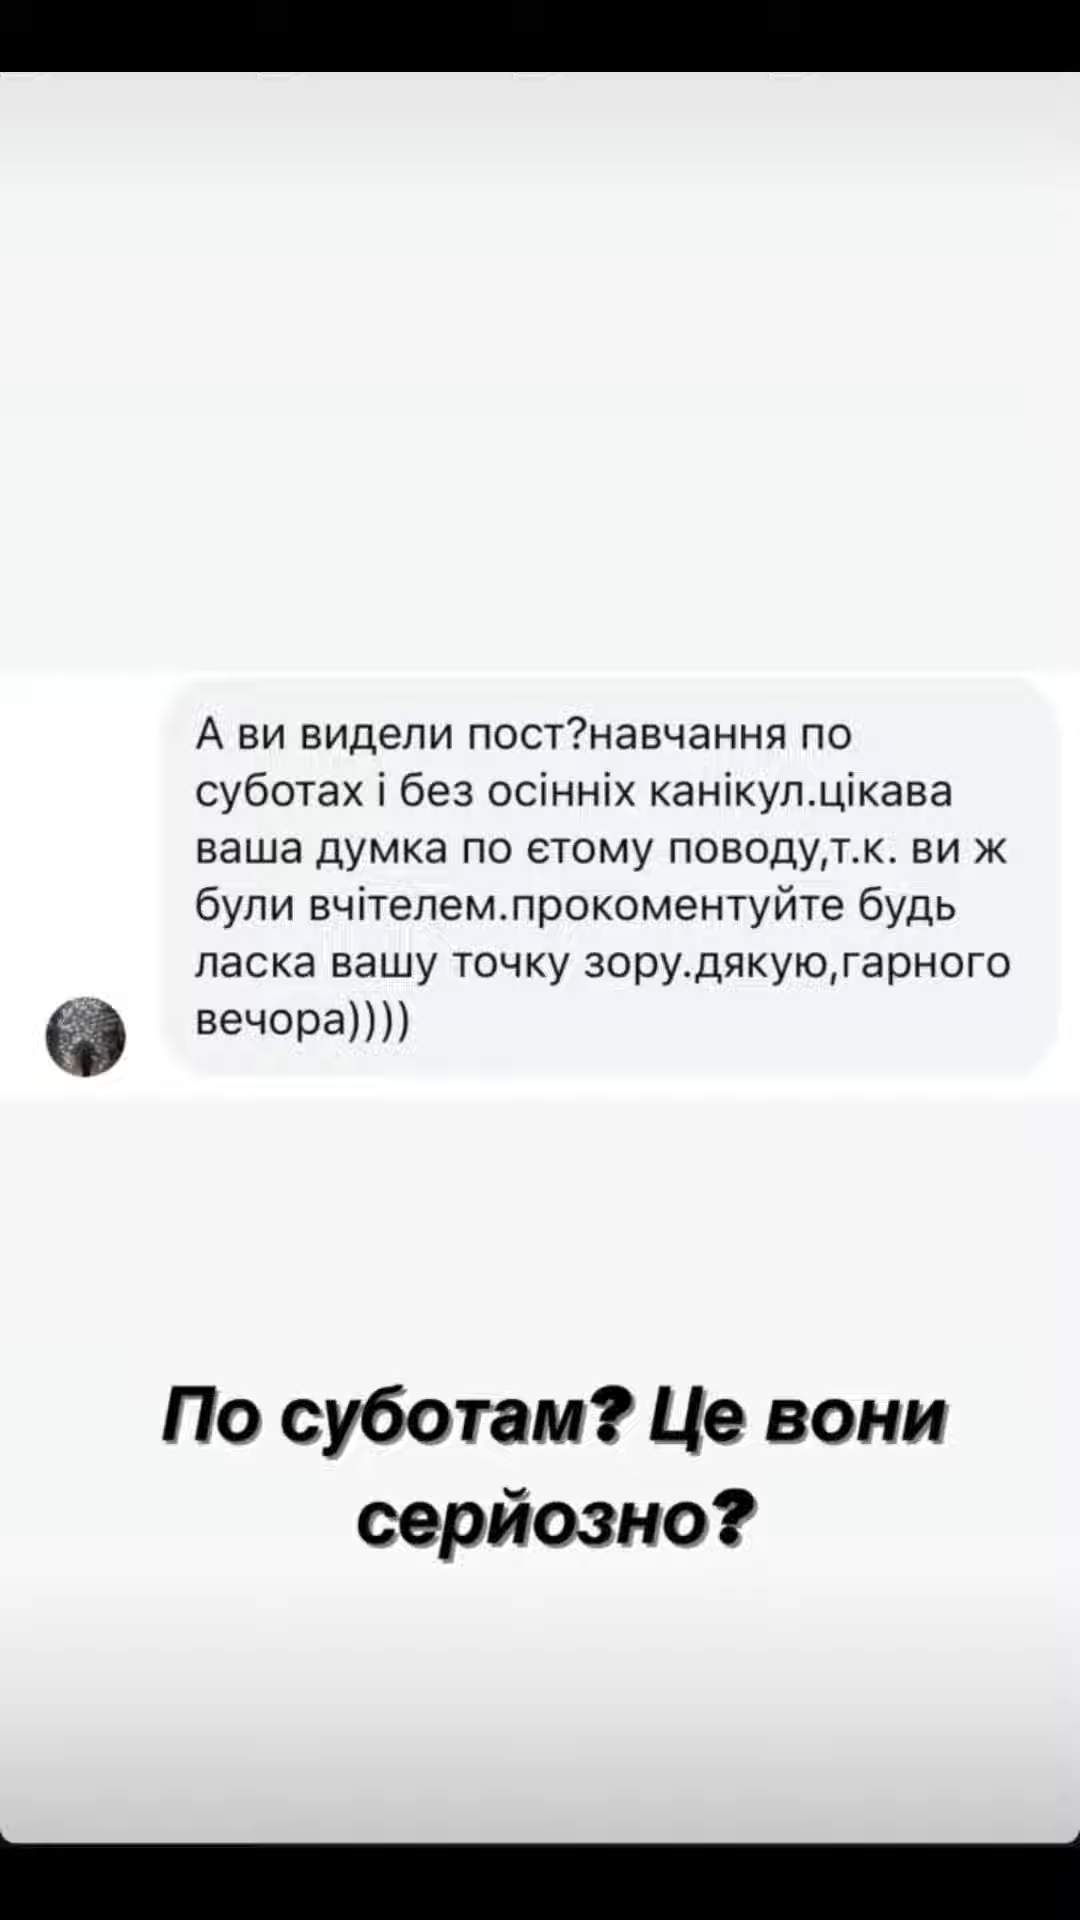 А ви видели пост?навчання по
суботах і без осінніх канікул.цікава
ваша думка по єтому поводу,т.к. ви ж
були вчітелем.прокоментуйте будь
ласка вашу точку зору.дякую,гарного
вечора))))
По суботам? Це вони
серйозно?